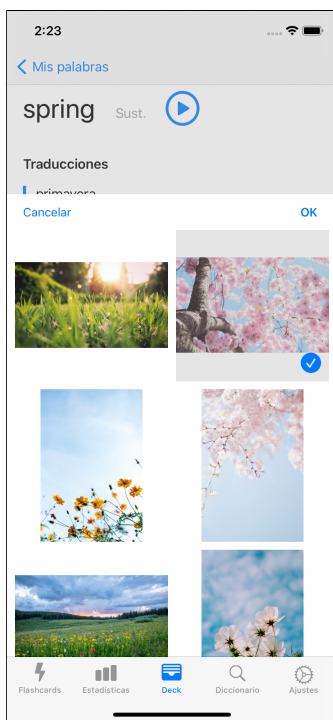 2:23
Mis palabras
spring Sust.
Traducciones
primavera
Cancelar OK
Flashcards Estadísticas Deck Diccionario Ajustes